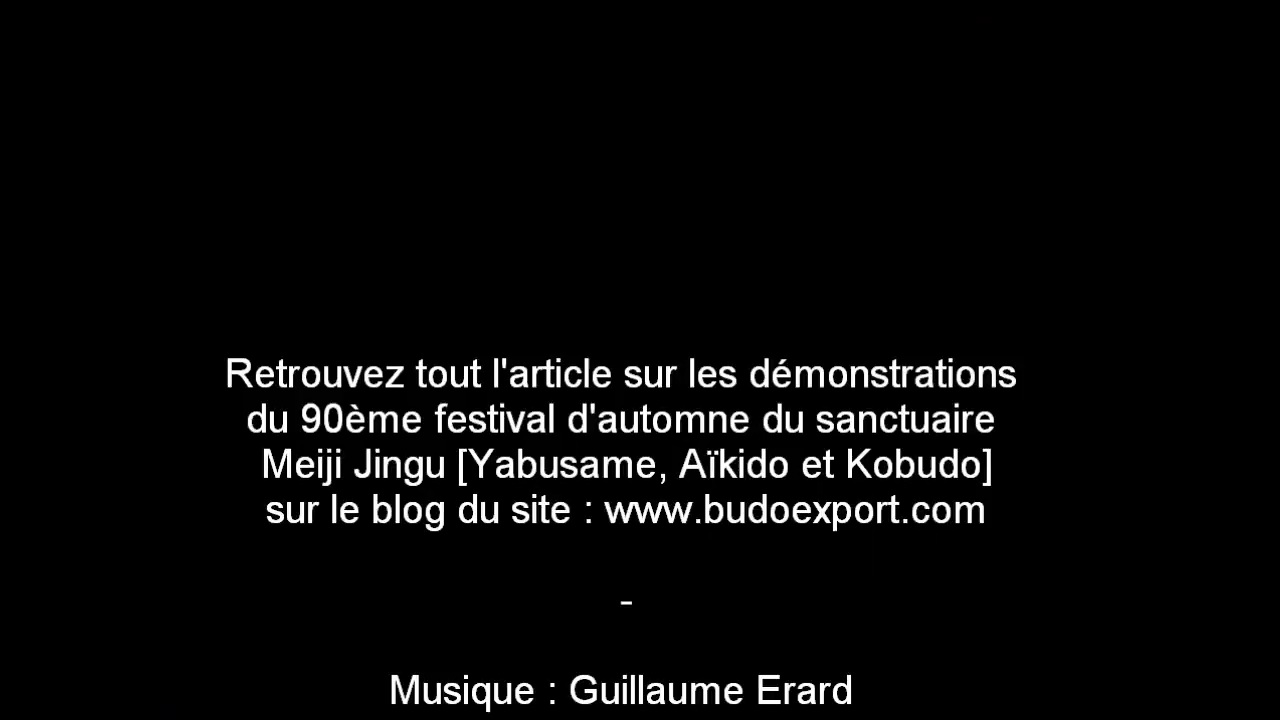 Retrouvez tout l'article sur les démonstrations
du 90ème festival d'automne du sanctuaire
Meiji Jingu [Yabusame, Aïkido et Kobudo]
sur le blog du site : www.budoexport.com
-
Musique : Guillaume Erard